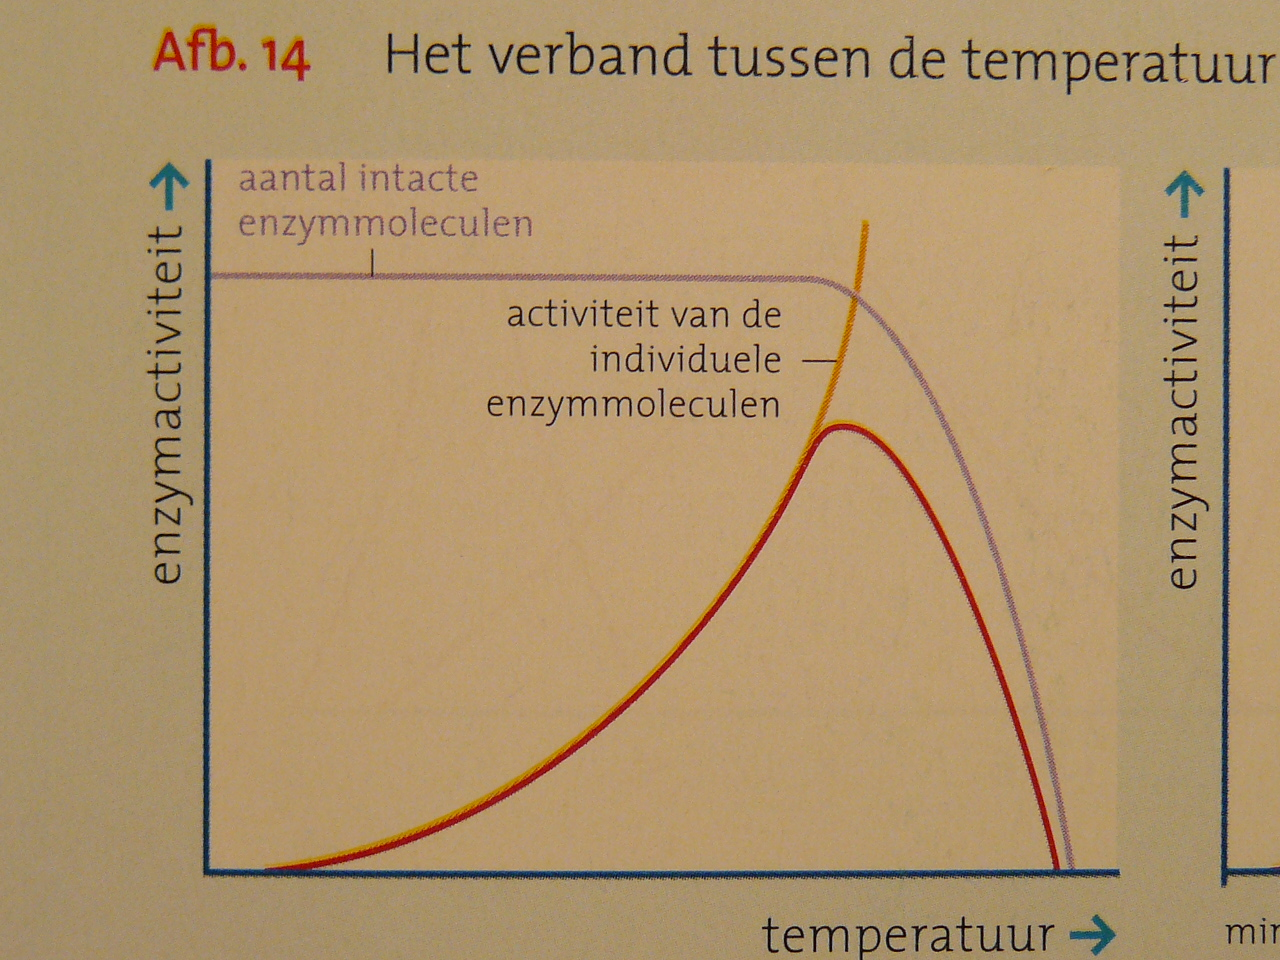 Afb. 14 Het verband tussen de temperatuur
enzymactiviteit
aantal intacte
enzymmoleculen
activiteit van de
individuele
enzymmoleculen
temperatuur
enzymactiviteit